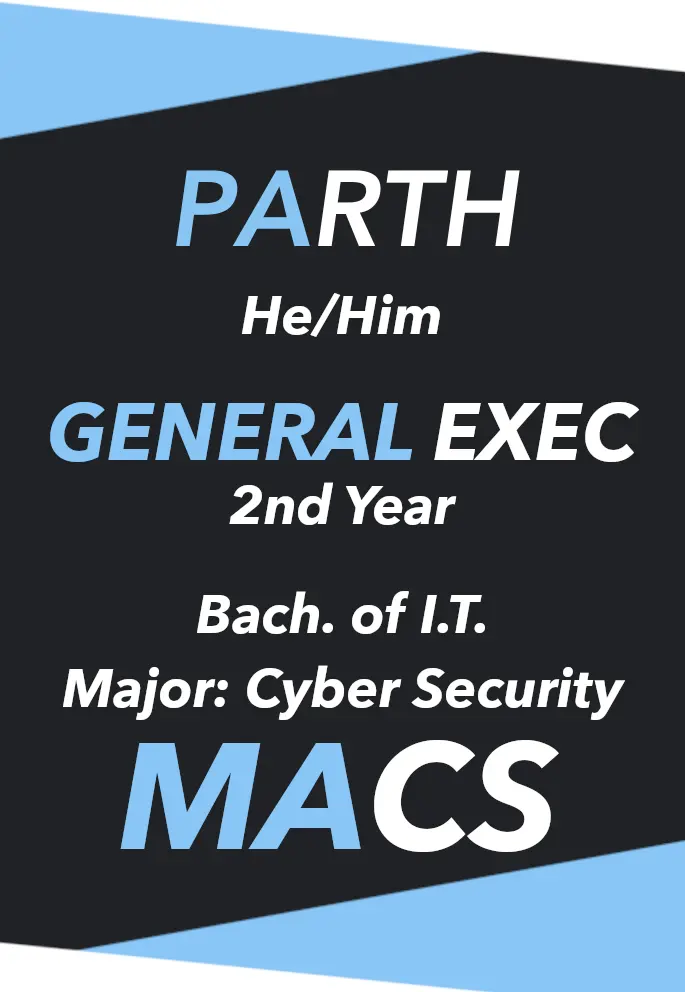 PARTH
He/Him
GENERAL EXEC
2nd Year
Bach. of I.T.
Major: Cyber Security
MACS